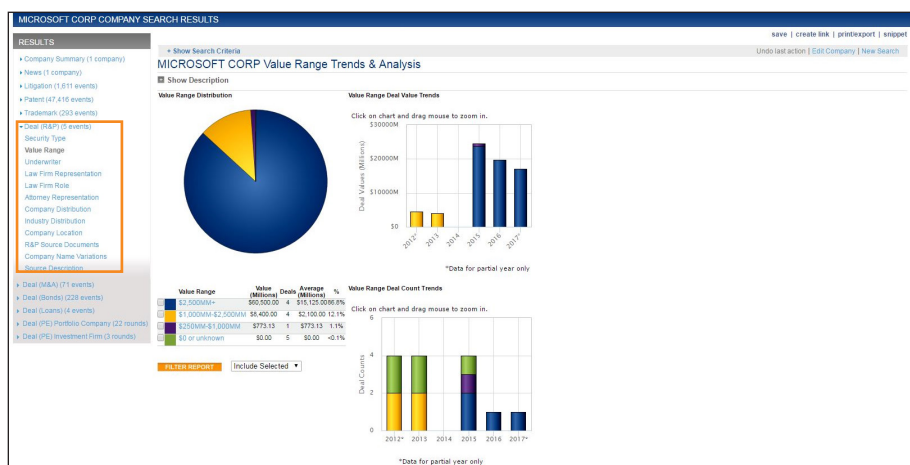 MICROSOFT CORP COMPANY SEARCH RESULTS
save | create link | print/export | snippet
RESULTS
Company Summary (1 company)
News (1 company)
Litigation (1,611 events)
Patent (47,416 events)
Trademark (293 events)
Deal (R&P) (5 events)
Security Type
Value Range
Underwriter
Law Firm Representation
Law Firm Role
Attorney Representation
Company Distribution
Industry Distribution
Company Location
R&P Source Documents
Company Name Variations
Source Description
Deal (M&A) (71 events)
Deal (Bonds) (228 events)
Deal (Loans) (4 events)
Deal (PE) Portfolio Company (22 rounds)
Deal (PE) Investment Firm (3 rounds)
+ Show Search Criteria
Undo last action | Edit Company | New Search
MICROSOFT CORP Value Range Trends & Analysis
+ Show Description
Value Range Distribution
Value Range Deal Value Trends
Click on chart and drag mouse to zoom in.
Deal Values (Millions)
$30000M
$20000M
$10000M
$0
2012* 2013 2014 2015 2016 2017*
*Data for partial year only
Value Range Value (Millions) Deals Average (Millions) %
$2,500MM+ $60,500.00 4 $15,125.00 86.8%
$1,000MM-$2,500MM $8,400.00 4 $2,100.00 12.1%
$250MM-$1,000MM $773.13 1 $773.13 1.1%
$0 or unknown $0.00 5 $0.00 <0.1%
FILTER REPORT Include Selected ▼
Value Range Deal Count Trends
Click on chart and drag mouse to zoom in.
Deal Counts
6
4
2
0
2012* 2013 2014 2015 2016 2017*
*Data for partial year only